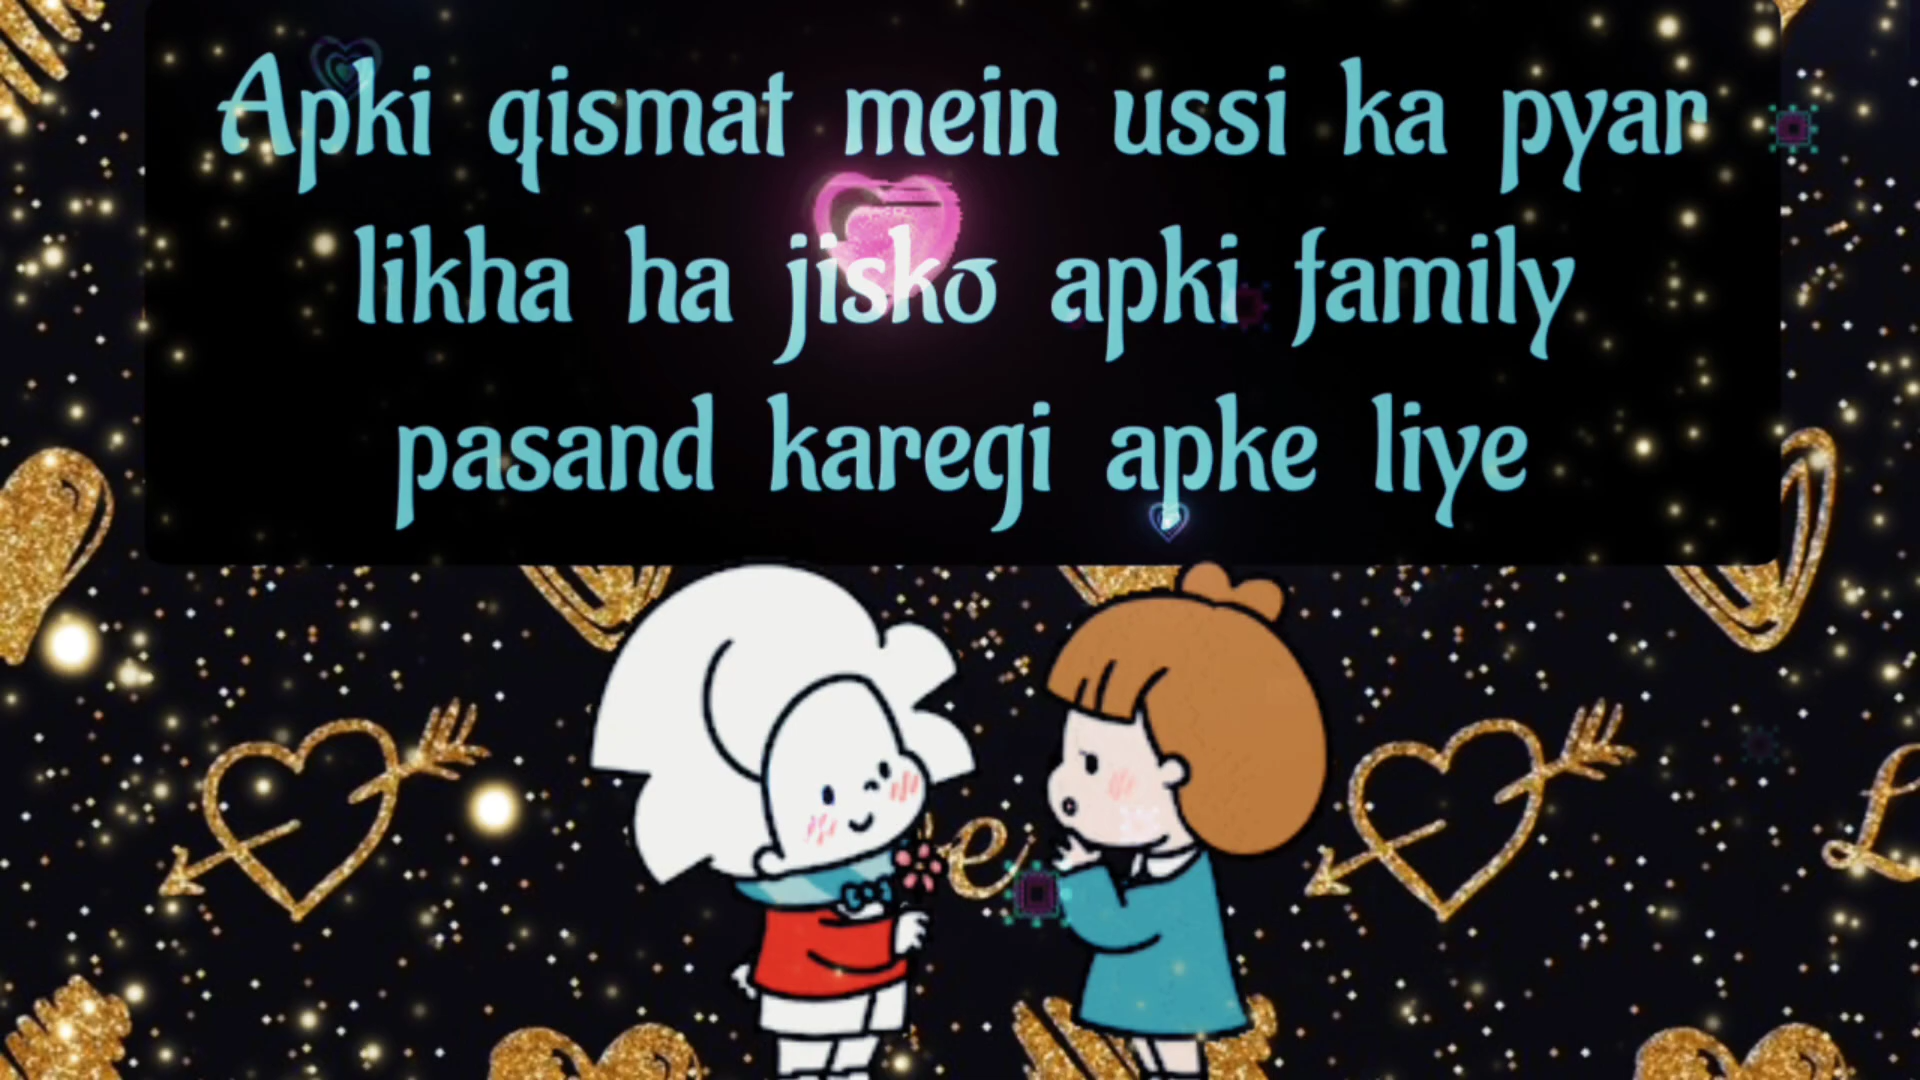 Apki qismat mein ussi ka pyar
likha ha jisko apki family
pasand karegi apke liye